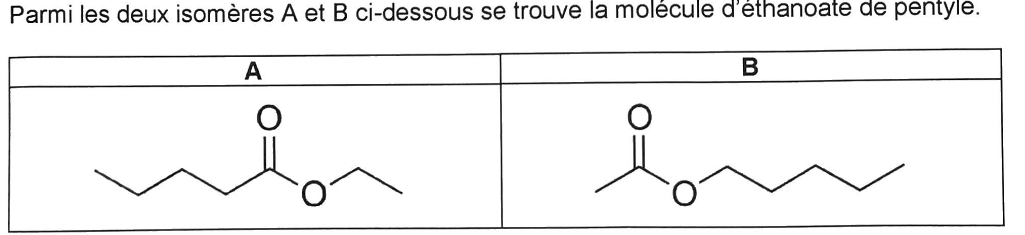 Parmi les deux isomères A et B ci-dessous se trouve la molécule d'éthanoate de pentyle.
A B
O O
O O